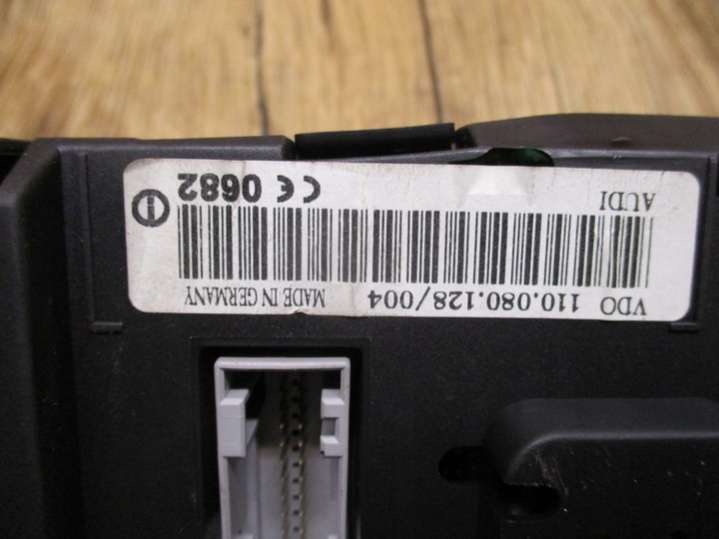 VDO 110.080.128/004 MADE IN GERMANY
AUDI CE 0682